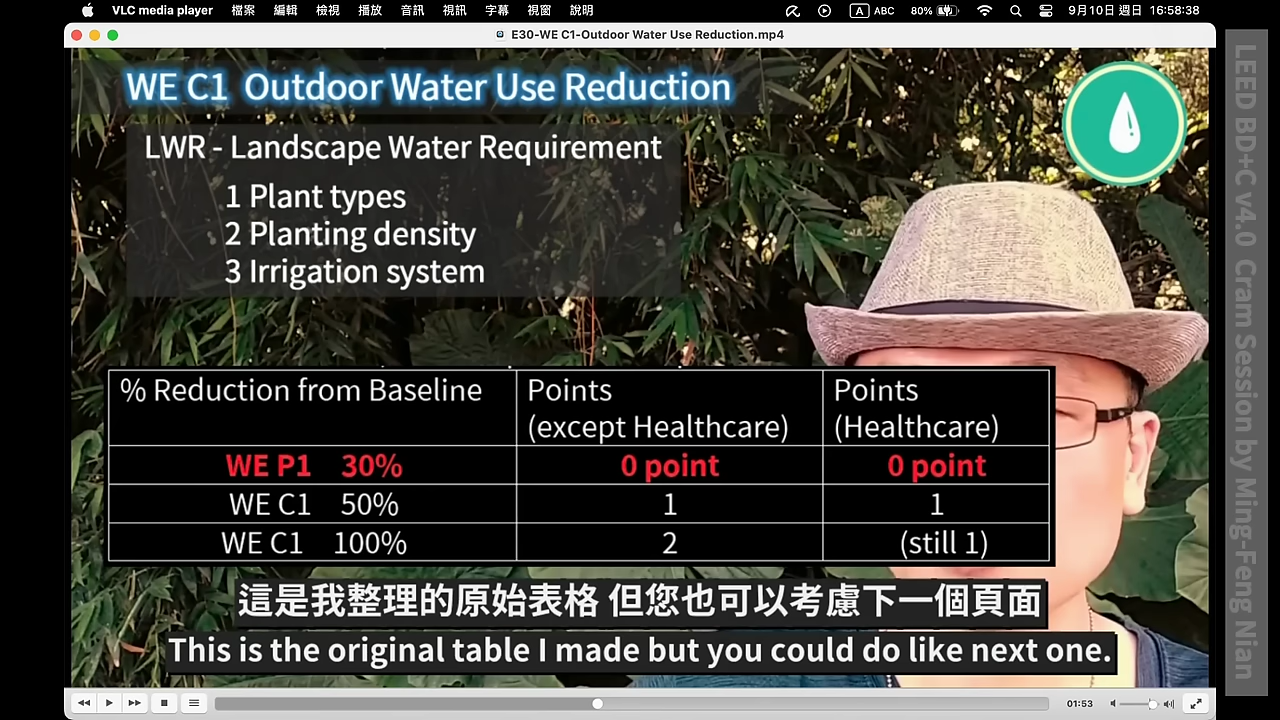 VLC media player 檔案 編輯 檢視 播放 音訊 視訊 字幕 視窗 說明 A ABC 80% 9月10日 週日 16:58:38
E30-WE C1-Outdoor Water Use Reduction.mp4
WE C1 Outdoor Water Use Reduction
LWR - Landscape Water Requirement
1 Plant types
2 Planting density
3 Irrigation system
% Reduction from Baseline Points (except Healthcare) Points (Healthcare)
WE P1 30% 0 point 0 point
WE C1 50% 1 1
WE C1 100% 2 (still 1)
這是我整理的原始表格 但您也可以考慮下一個頁面
This is the original table I made but you could do like next one.
01:53
LEED BD+C v4.0 Cram Session by Ming-Feng Nian